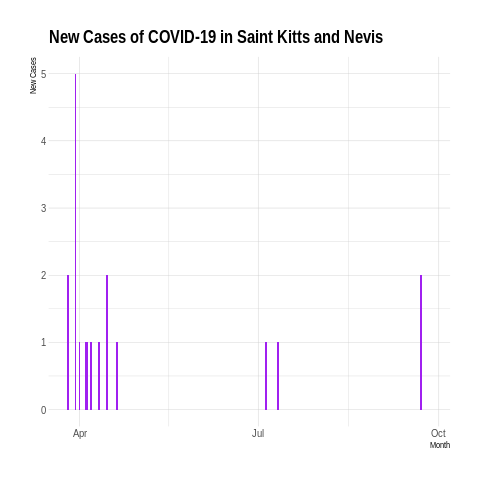 New Cases of COVID-19 in Saint Kitts and Nevis
New Cases
5
4
3
2
1
0
Apr
Jul
Oct
Month